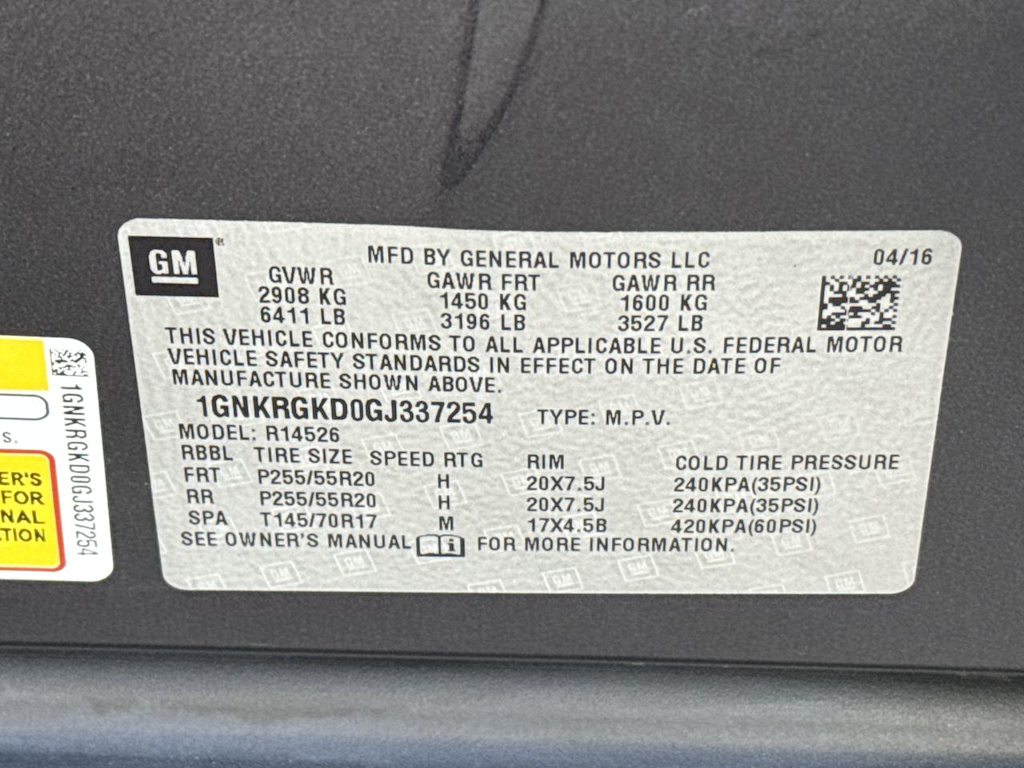 GM
MFD BY GENERAL MOTORS LLC 04/16
GVWR GAWR FRT GAWR RR
2908 KG 1450 KG 1600 KG
6411 LB 3196 LB 3527 LB
THIS VEHICLE CONFORMS TO ALL APPLICABLE U.S. FEDERAL MOTOR
VEHICLE SAFETY STANDARDS IN EFFECT ON THE DATE OF
MANUFACTURE SHOWN ABOVE.
1GNKRGKD0GJ337254 TYPE: M.P.V.
MODEL: R14526
RBBL TIRE SIZE SPEED RTG RIM COLD TIRE PRESSURE
FRT P255/55R20 H 20X7.5J 240KPA(35PSI)
RR P255/55R20 H 20X7.5J 240KPA(35PSI)
SPA T145/70R17 M 17X4.5B 420KPA(60PSI)
SEE OWNER'S MANUAL i FOR MORE INFORMATION.
1GNKRGKD0GJ337254
S.
ER'S
FOR
NAL
TION